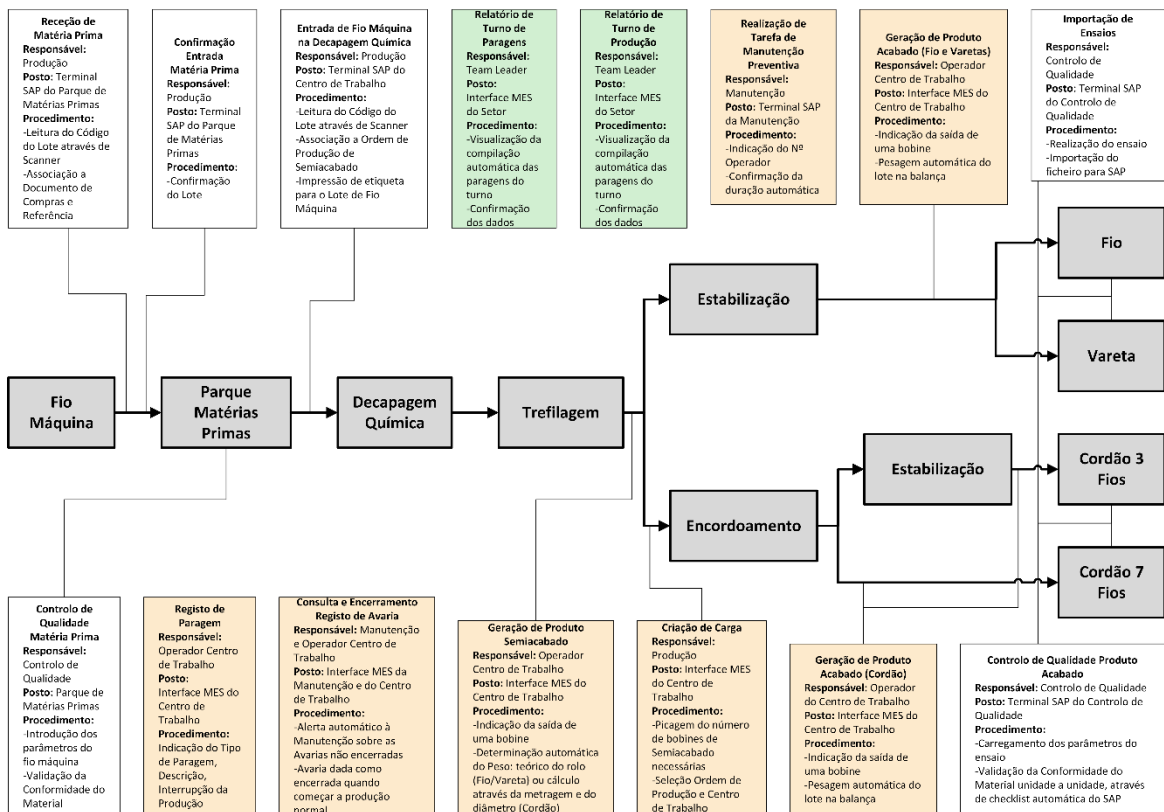 Receção de
Matéria Prima
Responsável:
Produção
Posto: Terminal
SAP do Parque de
Matérias Primas
Procedimento:
-Leitura do Código
do Lote através de
Scanner
-Associação a
Documento de
Compras e
Referência
Confirmação
Entrada
Matéria Prima
Responsável:
Produção
Posto: Terminal
SAP do Parque
de Matérias
Primas
Procedimento:
-Confirmação
do Lote
Entrada de Fio Máquina
na Decapagem Química
Responsável: Produção
Posto: Terminal SAP do
Centro de Trabalho
Procedimento:
-Leitura do Código do
Lote através de Scanner
-Associação a Ordem de
Produção de
Semiacabado
-Impressão de etiqueta
para o Lote de Fio
Máquina
Relatório de
Turno de
Paragens
Responsável:
Team Leader
Posto:
Interface MES
do Setor
Procedimento:
-Visualização da
compilação
automática das
paragens do
turno
-Confirmação
dos dados
Relatório de
Turno de
Produção
Responsável:
Team Leader
Posto:
Interface MES
do Setor
Procedimento:
-Visualização da
compilação
automática das
paragens do
turno
-Confirmação
dos dados
Realização de
Tarefa de
Manutenção
Preventiva
Responsável:
Manutenção
Posto: Terminal SAP
da Manutenção
Procedimento:
-Indicação do Nº
Operador
-Confirmação da
duração automática
Geração de Produto
Acabado (Fio e Varetas)
Responsável: Operador
Centro de Trabalho
Posto: Interface MES do
Centro de Trabalho
Procedimento:
-Indicação da saída de
uma bobine
-Pesagem automática do
lote na balança
Importação de
Ensaios
Responsável:
Controlo de
Qualidade
Posto: Terminal
SAP do Controlo de
Qualidade
Procedimento:
-Realização do ensaio
-Importação do
ficheiro para SAP
Fio
Máquina
Parque
Matérias
Primas
Decapagem
Química
Trefilagem
Estabilização
Encordoamento
Estabilização
Fio
Vareta
Cordão 3
Fios
Cordão 7
Fios
Controlo de
Qualidade
Matéria Prima
Responsável:
Controlo de
Qualidade
Posto: Parque de
Matérias Primas
Procedimento:
-Introdução dos
parâmetros do
fio máquina
-Validação da
Conformidade do
Material
Registo de
Paragem
Responsável:
Operador Centro
de Trabalho
Posto:
Interface MES do
Centro de
Trabalho
Procedimento:
Indicação do Tipo
de Paragem,
Descrição,
Interrupção da
Produção
Consulta e Encerramento
Registo de Avaria
Responsável: Manutenção
e Operador Centro de
Trabalho
Posto: Interface MES da
Manutenção e do Centro
de Trabalho
Procedimento:
-Alerta automático à
Manutenção sobre as
Avarias não encerradas
-Avaria dada como
encerrada quando
começar a produção
normal
Geração de Produto
Semiacabado
Responsável: Operador
Centro de Trabalho
Posto: Interface MES do
Centro de Trabalho
Procedimento:
-Indicação da saída de
uma bobine
-Determinação automática
do Peso: teórico do rolo
(Fio/Vareta) ou cálculo
através da metragem e do
diâmetro (Cordão)
Criação de Carga
Responsável:
Produção
Posto: Interface MES
do Centro de
Trabalho
Procedimento:
-Picagem do número
de bobines de
Semiacabado
necessárias
-Seleção Ordem de
Produção e Centro
de Trabalho
Geração de Produto
Acabado (Cordão)
Responsável: Operador
do Centro de Trabalho
Posto: Interface MES do
Centro de Trabalho
Procedimento:
-Indicação da saída de
uma bobine
-Pesagem automática do
lote na balança
Controlo de Qualidade Produto
Acabado
Responsável: Controlo de Qualidade
Posto: Terminal SAP do Controlo de
Qualidade
Procedimento:
-Carregamento dos parâmetros do
ensaio
-Validação da Conformidade do
Material unidade a unidade, através
de checklist automática do SAP